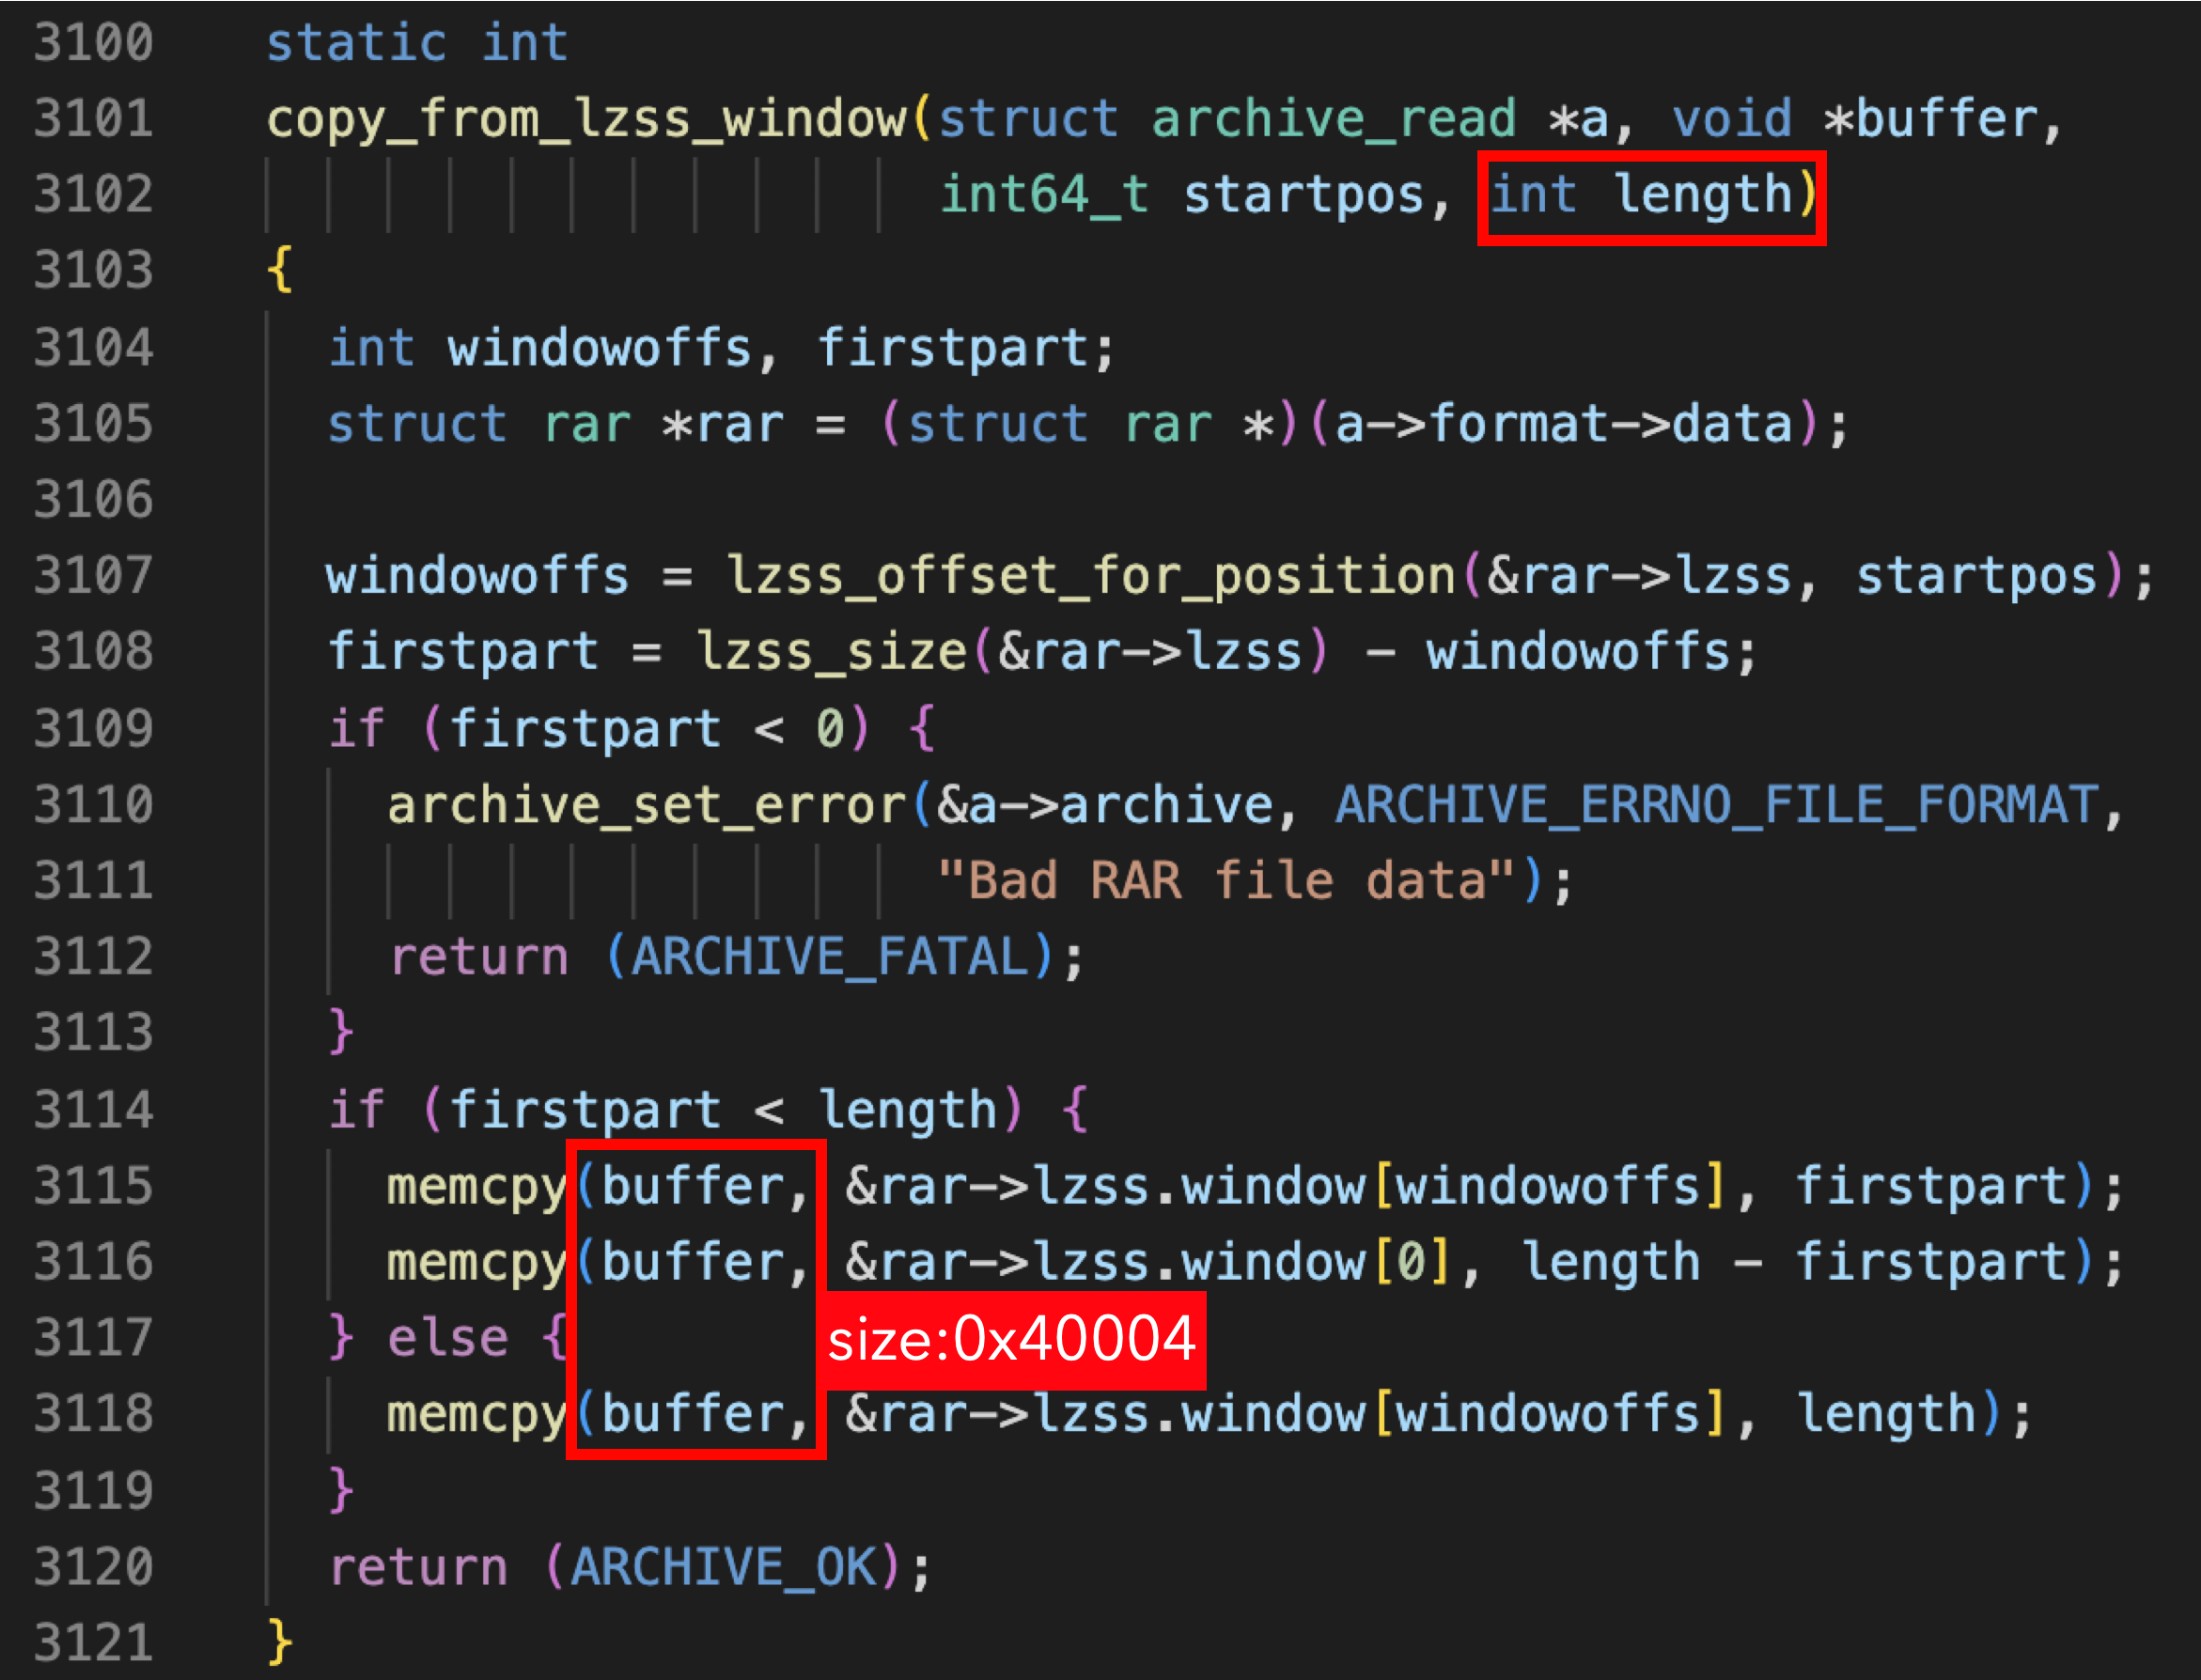 3100 static int
3101 copy_from_lzss_window(struct archive_read *a, void *buffer,
3102 int64_t startpos, int length)
3103 {
3104 int windowoffs, firstpart;
3105 struct rar *rar = (struct rar *)(a->format->data);
3106
3107 windowoffs = lzss_offset_for_position(&rar->lzss, startpos);
3108 firstpart = lzss_size(&rar->lzss) - windowoffs;
3109 if (firstpart < 0) {
3110 archive_set_error(&a->archive, ARCHIVE_ERRNO_FILE_FORMAT,
3111 "Bad RAR file data");
3112 return (ARCHIVE_FATAL);
3113 }
3114 if (firstpart < length) {
3115 memcpy(buffer, &rar->lzss.window[windowoffs], firstpart);
3116 memcpy(buffer, &rar->lzss.window[0], length - firstpart);
3117 } else {
size:0x40004
3118 memcpy(buffer, &rar->lzss.window[windowoffs], length);
3119 }
3120 return (ARCHIVE_OK);
3121 }